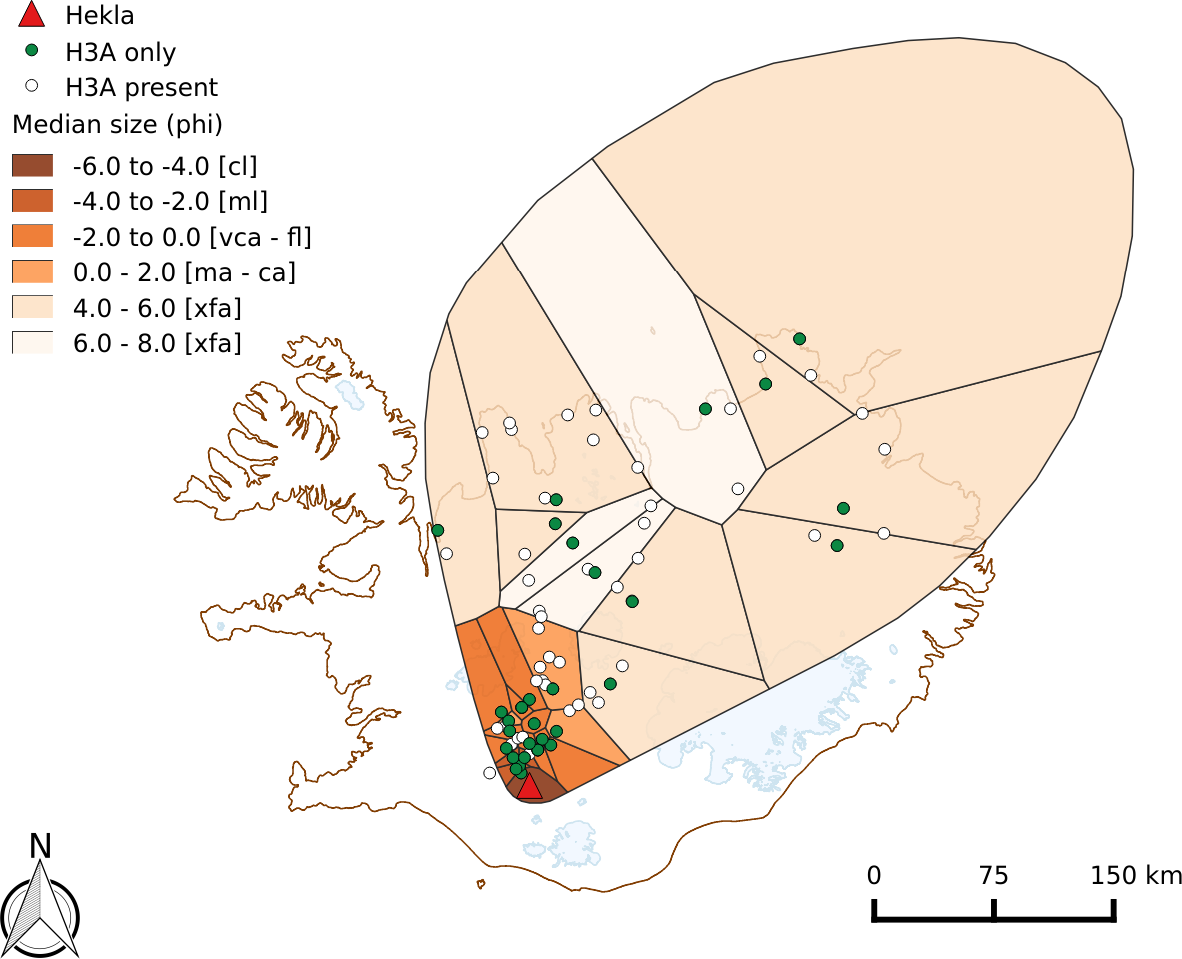 Hekla
H3A only
H3A present
Median size (phi)
-6.0 to -4.0 [cl]
-4.0 to -2.0 [ml]
-2.0 to 0.0 [vca - fl]
0.0 - 2.0 [ma - ca]
4.0 - 6.0 [xfa]
6.0 - 8.0 [xfa]
N
0 75 150 km